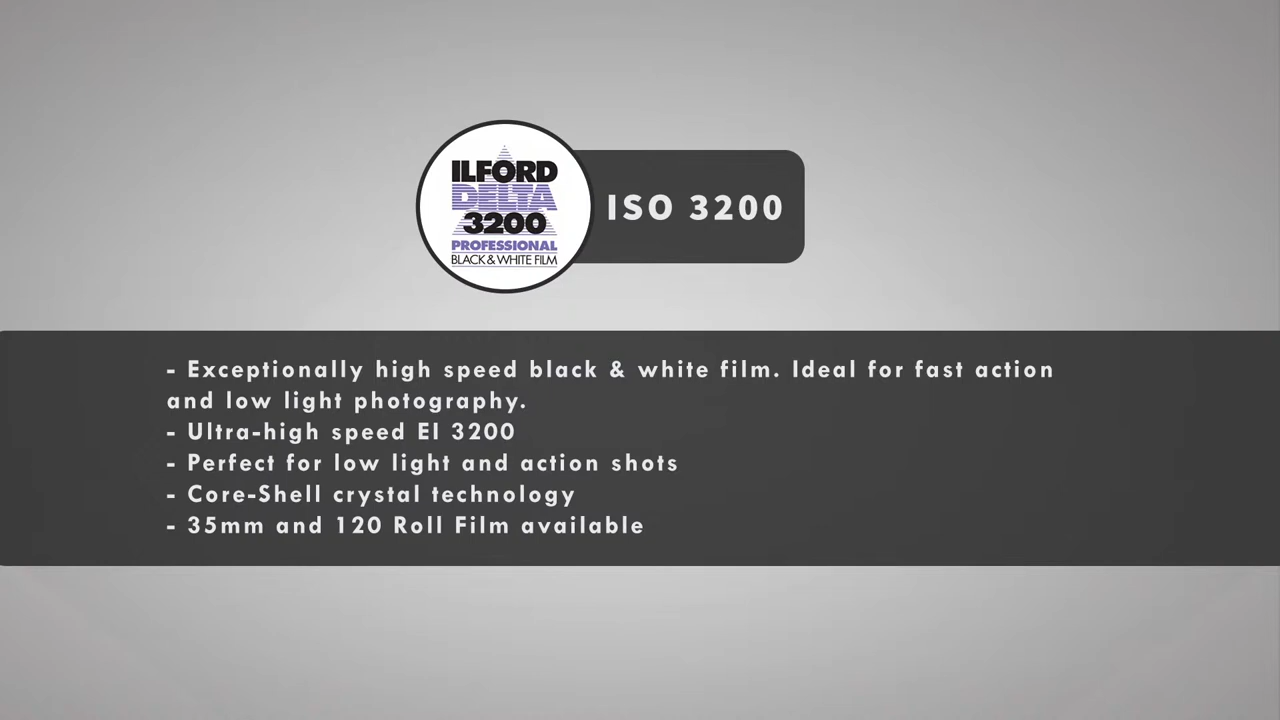 ILFORD
DELTA
3200
PROFESSIONAL
BLACK & WHITE FILM
ISO 3200
- Exceptionally high speed black & white film. Ideal for fast action
and low light photography.
- Ultra-high speed EI 3200
- Perfect for low light and action shots
- Core-Shell crystal technology
- 35mm and 120 Roll Film available